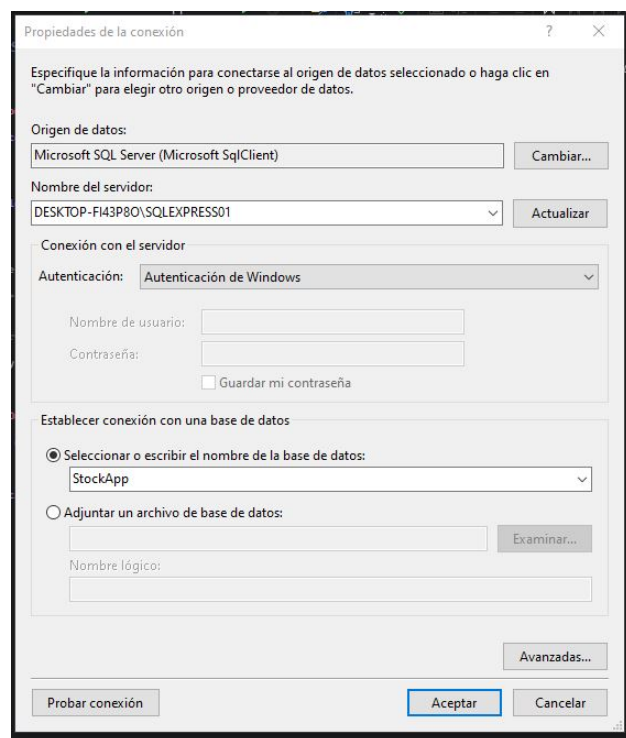 Propiedades de la conexión
Especifique la información para conectarse al origen de datos seleccionado o haga clic en
"Cambiar" para elegir otro origen o proveedor de datos.
Origen de datos:
Microsoft SQL Server (Microsoft SqlClient)
Cambiar...
Nombre del servidor:
DESKTOP-FI43P8O\SQLEXPRESS01
Actualizar
Conexión con el servidor
Autenticación:
Autenticación de Windows
Nombre de usuario:
Contraseña:
Guardar mi contraseña
Establecer conexión con una base de datos
Seleccionar o escribir el nombre de la base de datos:
StockApp
Adjuntar un archivo de base de datos:
Examinar...
Nombre lógico:
Avanzadas...
Probar conexión
Aceptar
Cancelar